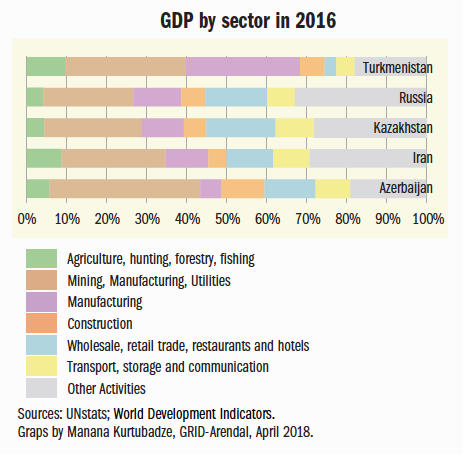 GDP by sector in 2016
Turkmenistan
Russia
Kazakhstan
Iran
Azerbaijan
0% 10% 20% 30% 40% 50% 60% 70% 80% 90% 100%
Agriculture, hunting, forestry, fishing
Mining, Manufacturing, Utilities
Manufacturing
Construction
Wholesale, retail trade, restaurants and hotels
Transport, storage and communication
Other Activities
Sources: UNstats; World Development Indicators.
Graps by Manana Kurtubadze, GRID-Arendal, April 2018.